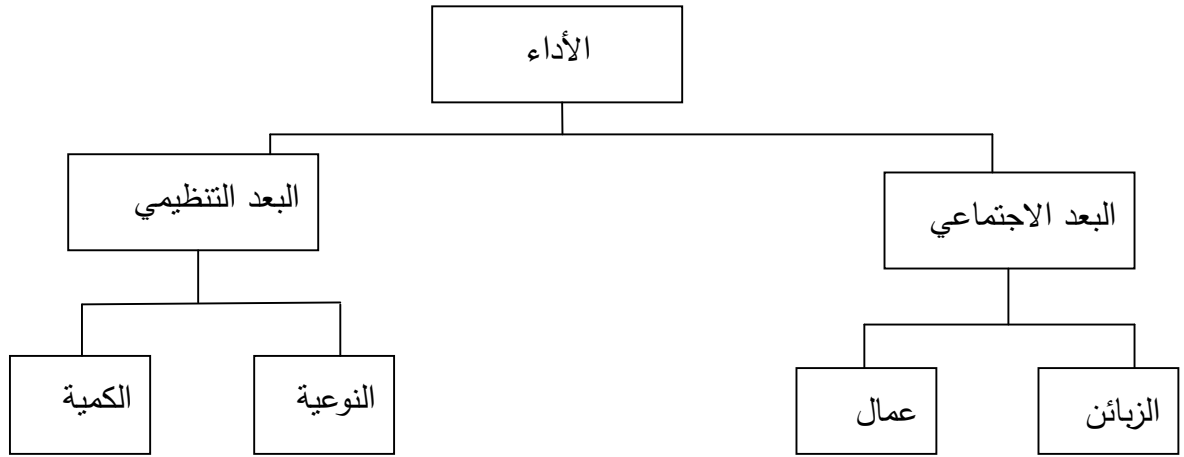 الأداء
البعد الاجتماعي
البعد التنظيمي
الزبائن
عمال
النوعية
الكمية